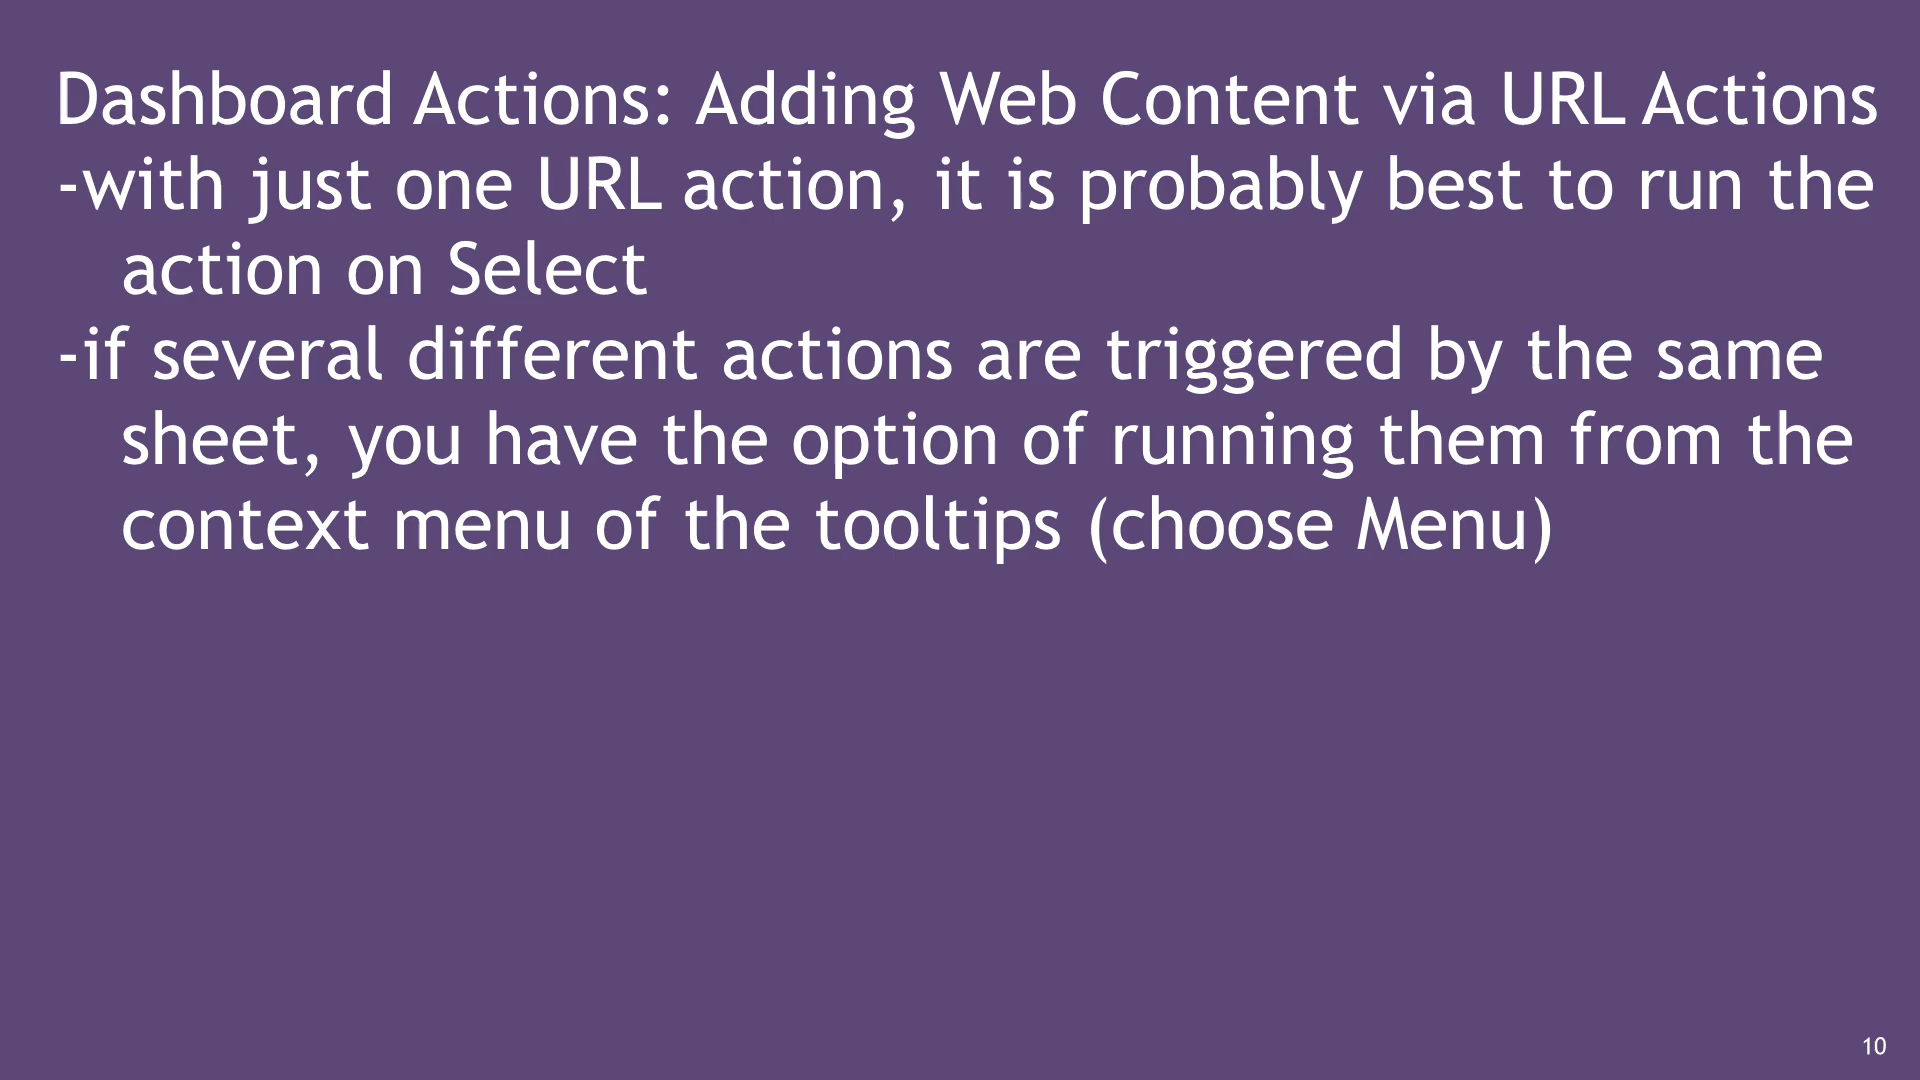 Dashboard Actions: Adding Web Content via URL Actions
-with just one URL action, it is probably best to run the
action on Select
-if several different actions are triggered by the same
sheet, you have the option of running them from the
context menu of the tooltips (choose Menu)
10